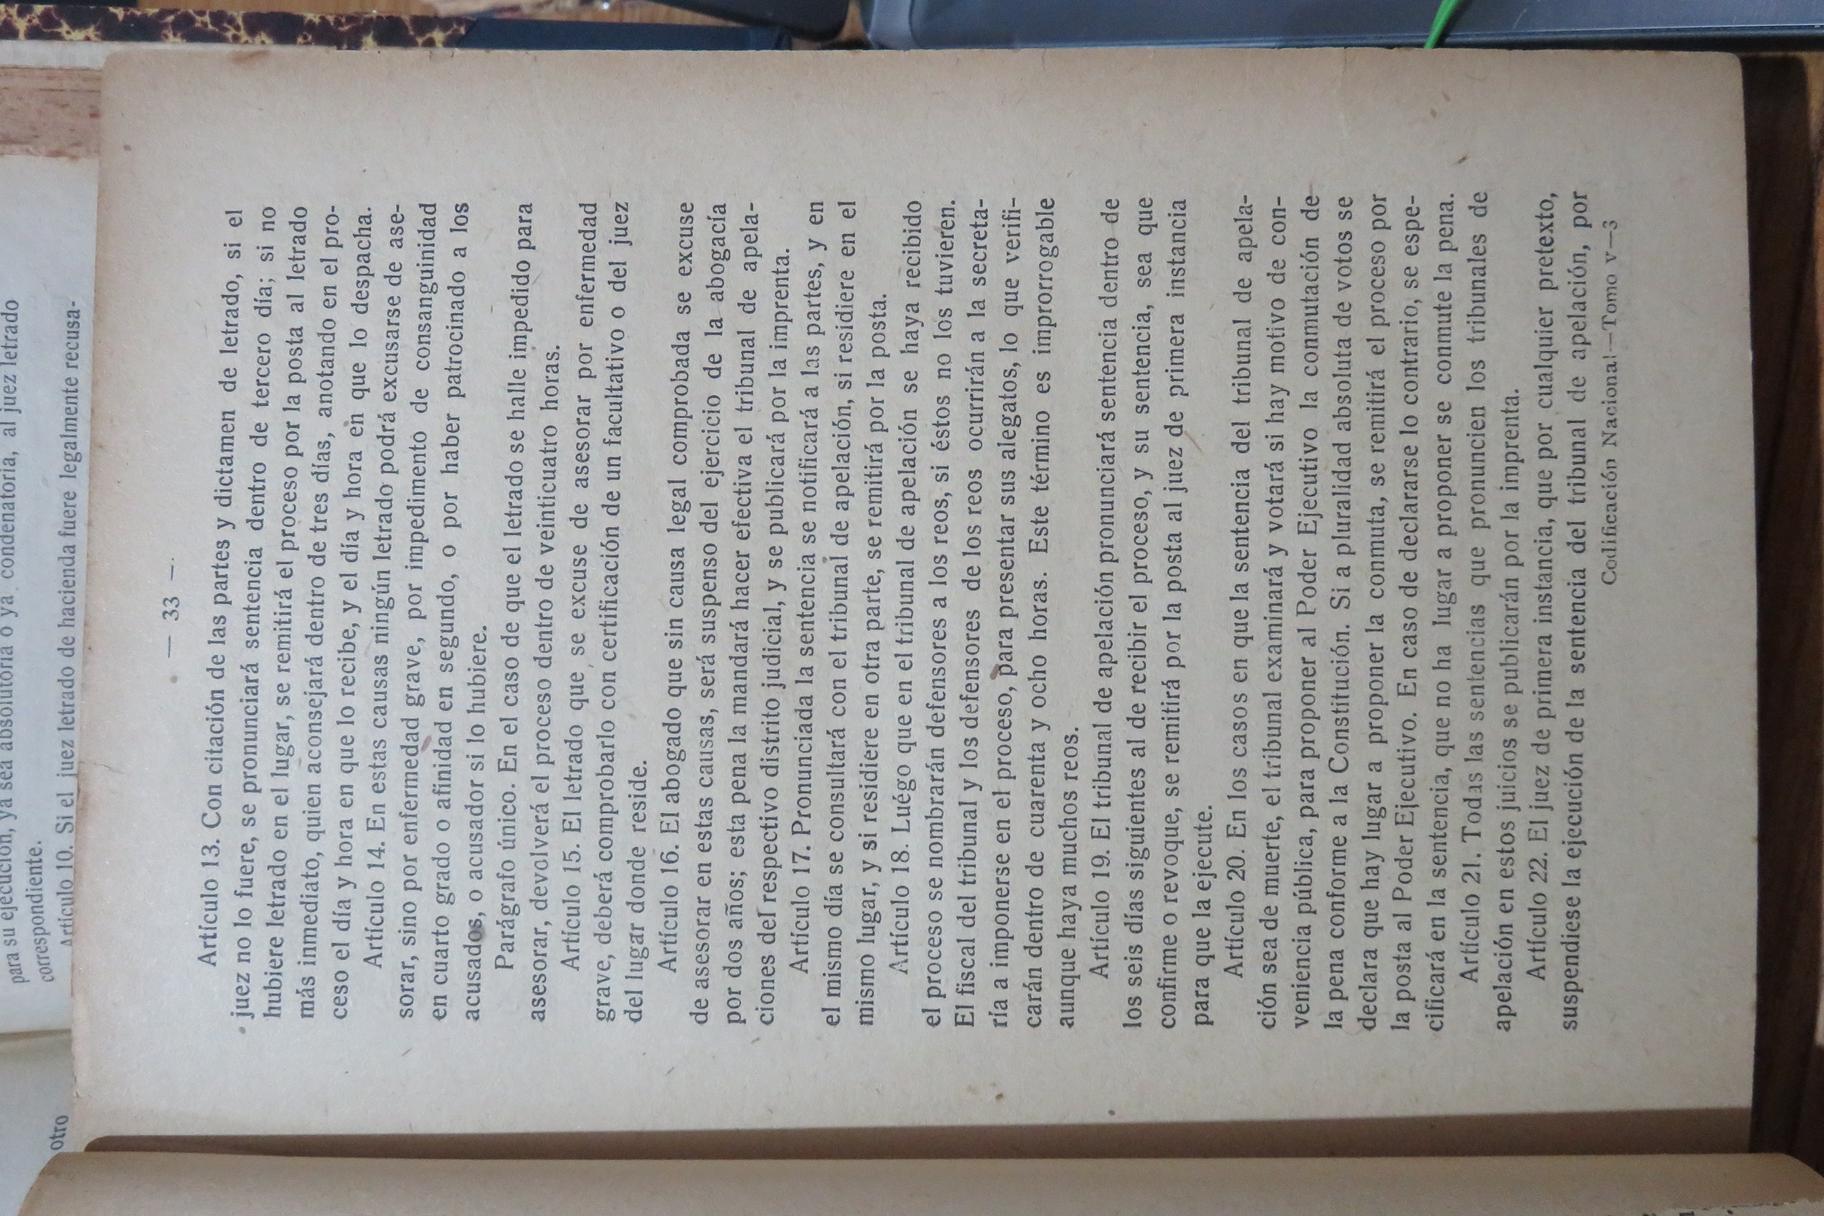 para su ejecución, ya sea absolutoria o ya condenatoria, al juez letrado
correspondiente.
Artículo 10. Si el juez letrado de hacienda fuere legalmente recusa-
otro
— 33 —
Artículo 13. Con citación de las partes y dictamen de letrado, si el
juez no lo fuere, se pronunciará sentencia dentro de tercero día; si no
hubiere letrado en el lugar, se remitirá el proceso por la posta al letrado
más inmediato, quien aconsejará dentro de tres días, anotando en el pro-
ceso el día y hora en que lo recibe, y el día y hora en que lo despacha.
Artículo 14. En estas causas ningún letrado podrá excusarse de ase-
sorar, sino por enfermedad grave, por impedimento de consanguinidad
en cuarto grado o afinidad en segundo, o por haber patrocinado a los
acusados, o acusador si lo hubiere.
Parágrafo único. En el caso de que el letrado se halle impedido para
asesorar, devolverá el proceso dentro de veinticuatro horas.
Artículo 15. El letrado que se excuse de asesorar por enfermedad
grave, deberá comprobarlo con certificación de un facultativo o del juez
del lugar donde reside.
Artículo 16. El abogado que sin causa legal comprobada se excuse
de asesorar en estas causas, será suspenso del ejercicio de la abogacía
por dos años; esta pena la mandará hacer efectiva el tribunal de apela-
ciones del respectivo distrito judicial, y se publicará por la imprenta.
Artículo 17. Pronunciada la sentencia se notificará a las partes, y en
el mismo día se consultará con el tribunal de apelación, si residiere en el
mismo lugar, y si residiere en otra parte, se remitirá por la posta.
Artículo 18. Luégo que en el tribunal de apelación se haya recibido
el proceso se nombrarán defensores a los reos, si éstos no los tuvieren.
El fiscal del tribunal y los defensores de los reos ocurrirán a la secreta-
ría a imponerse en el proceso, para presentar sus alegatos, lo que verifi-
carán dentro de cuarenta y ocho horas. Este término es improrrogable
aunque haya muchos reos.
Artículo 19. El tribunal de apelación pronunciará sentencia dentro de
los seis días siguientes al de recibir el proceso, y su sentencia, sea que
confirme o revoque, se remitirá por la posta al juez de primera instancia
para que la ejecute.
Artículo 20. En los casos en que la sentencia del tribunal de apela-
ción sea de muerte, el tribunal examinará y votará si hay motivo de con-
veniencia pública, para proponer al Poder Ejecutivo la conmutación de
la pena conforme a la Constitución. Si a pluralidad absoluta de votos se
declara que hay lugar a proponer la conmuta, se remitirá el proceso por
la posta al Poder Ejecutivo. En caso de declararse lo contrario, se espe-
cificará en la sentencia, que no ha lugar a proponer se conmute la pena.
Artículo 21. Todas las sentencias que pronuncien los tribunales de
apelación en estos juicios se publicarán por la imprenta.
Artículo 22. El juez de primera instancia, que por cualquier pretexto,
suspendiese la ejecución de la sentencia del tribunal de apelación, por
Codificación Nacional—Tomo V—3